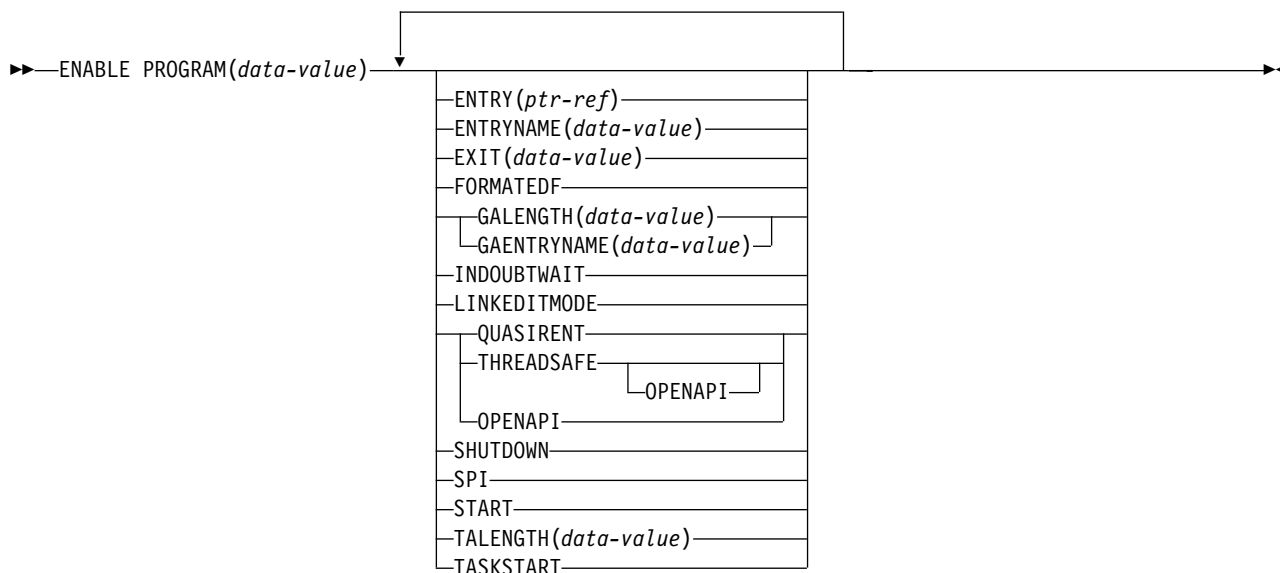 ENABLE PROGRAM(data-value)
ENTRY(ptr-ref)
ENTRYNAME(data-value)
EXIT(data-value)
FORMATEDF
GALENGTH(data-value)
GAENTRYNAME(data-value)
INDOUBTWAIT
LINKEDITMODE
QUASIRENT
THREADSAFE
OPENAPI
OPENAPI
SHUTDOWN
SPI
START
TALENGTH(data-value)
TASKSTART